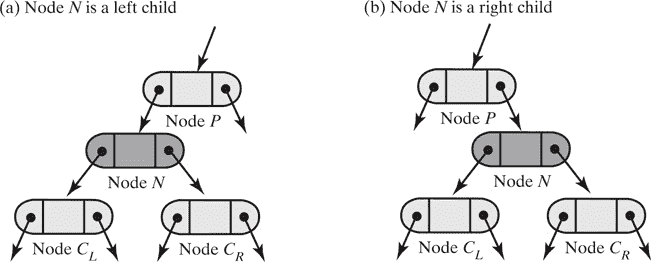 (a) Node N is a left child
(b) Node N is a right child
Node P
Node P
Node N
Node N
Node C_L
Node C_R
Node C_L
Node C_R